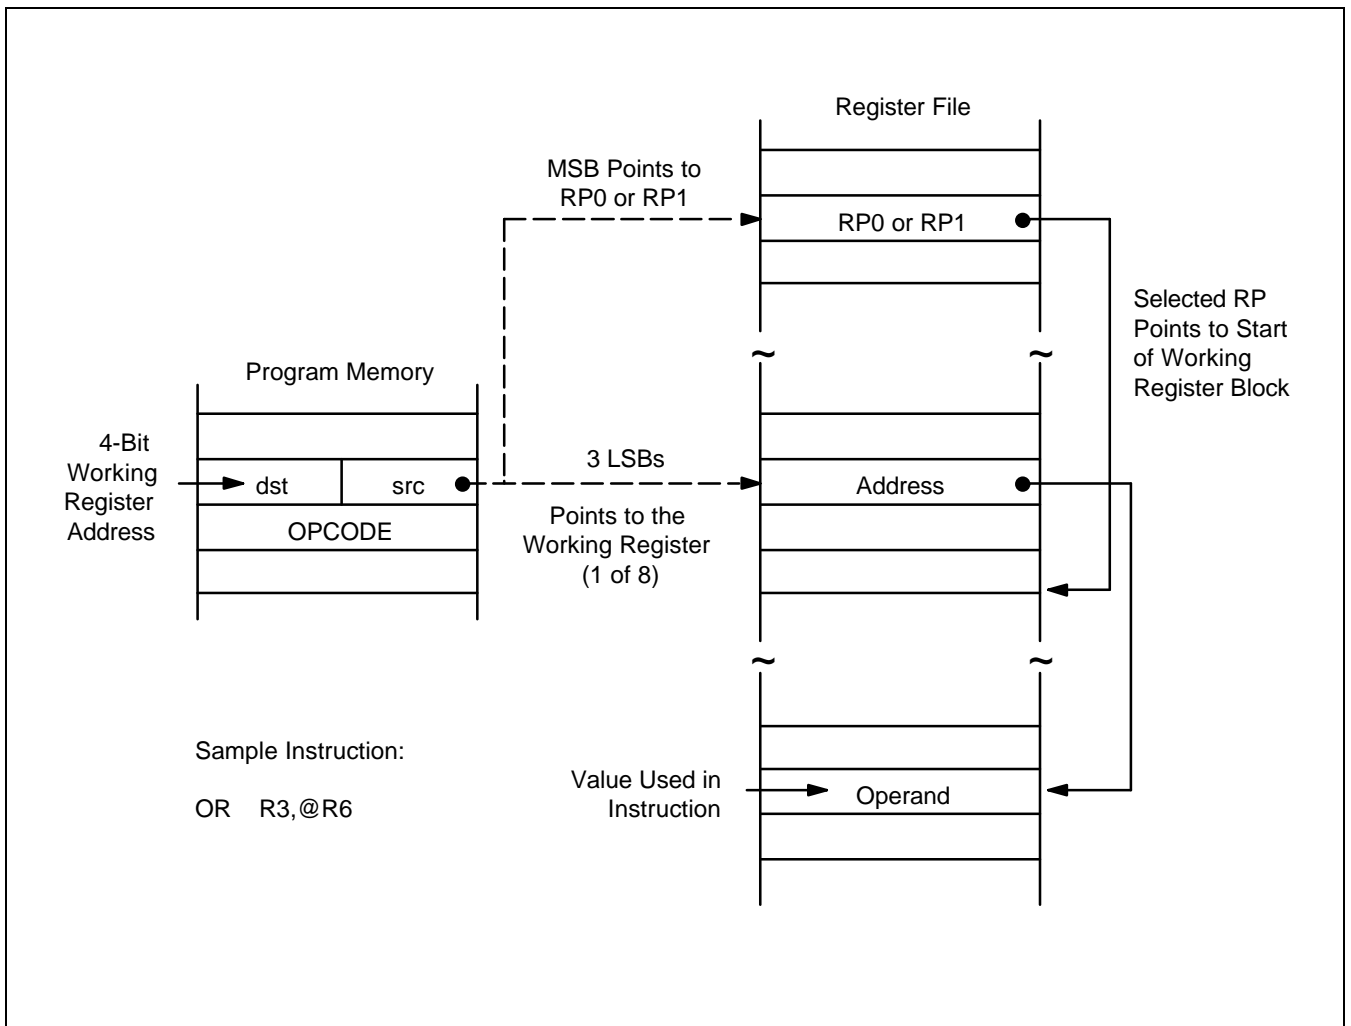 Register File
MSB Points to
RP0 or RP1
RP0 or RP1
Selected RP
Points to Start
of Working
Register Block
Program Memory
4-Bit
Working
Register
Address
dst
src
OPCODE
3 LSBs
Points to the
Working Register
(1 of 8)
Address
Sample Instruction:
OR R3,@R6
Value Used in
Instruction
Operand